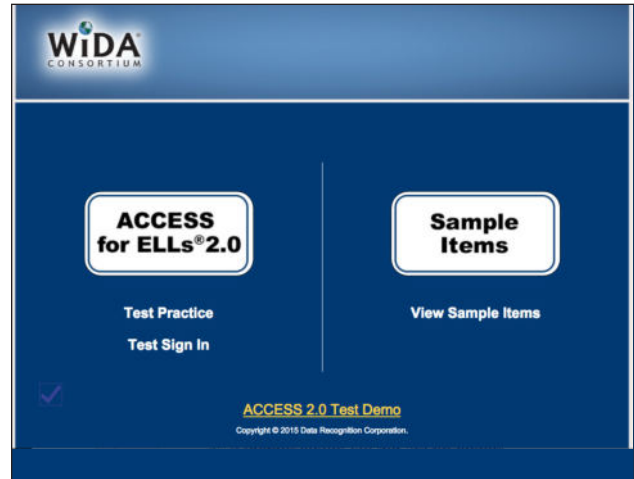 WiDA
CONSORTIUM
ACCESS
for ELLs®2.0
Test Practice
Test Sign In
Sample
Items
View Sample Items
ACCESS 2.0 Test Demo
Copyright © 2015 Data Recognition Corporation.